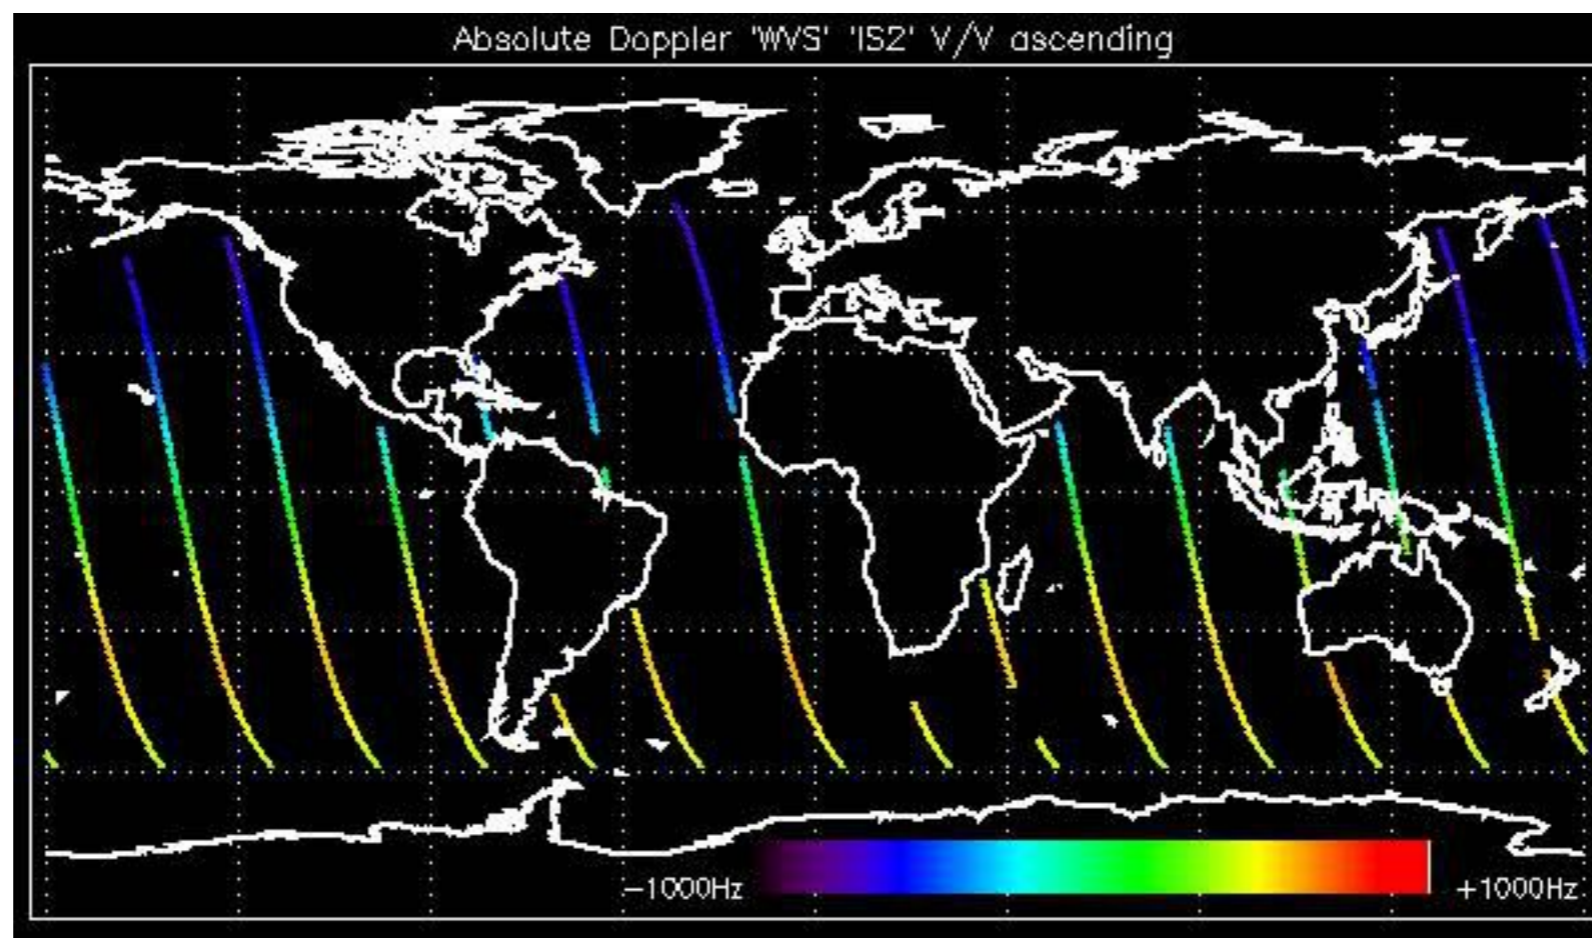 Absolute Doppler 'WVS' 'IS2' V/V ascending
-1000Hz +1000Hz